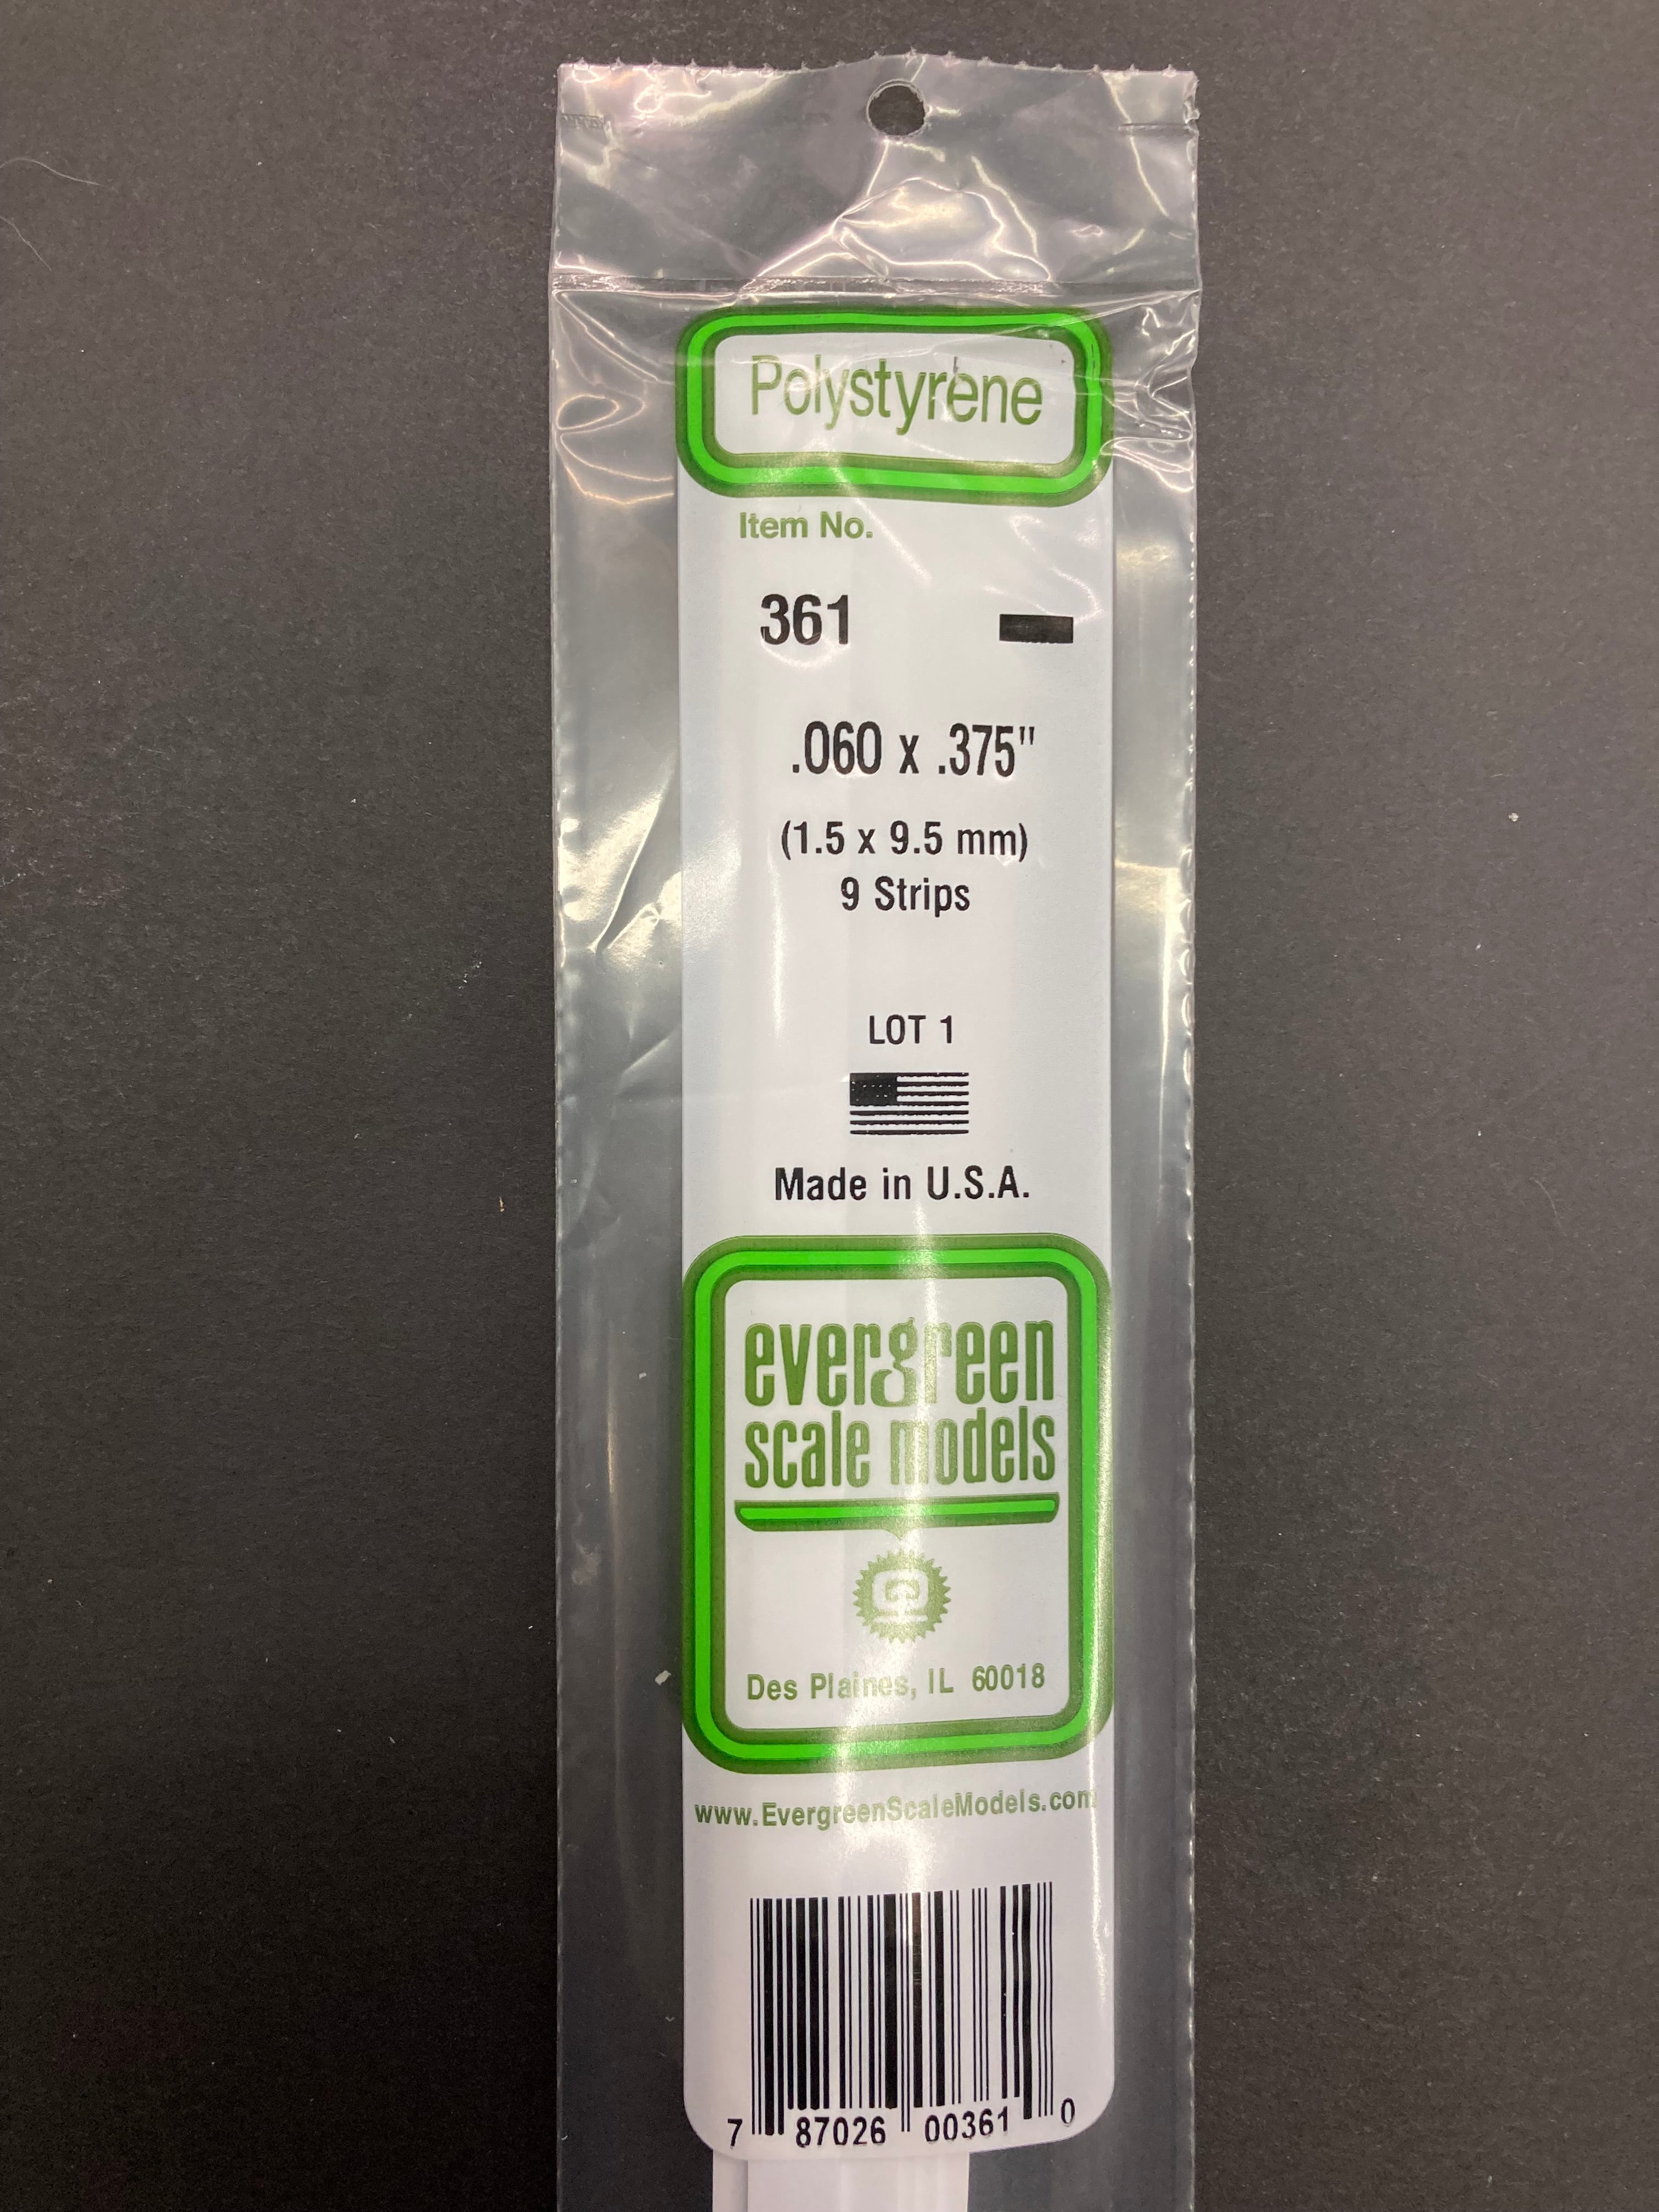 Polystyrene
Item No.
361
.060 x .375"
(1.5 x 9.5 mm)
9 Strips
LOT 1
Made in U.S.A.
evergreen
scale models
Des Plaines, IL 60018
www.EvergreenScaleModels.com
7 87026 00361 0